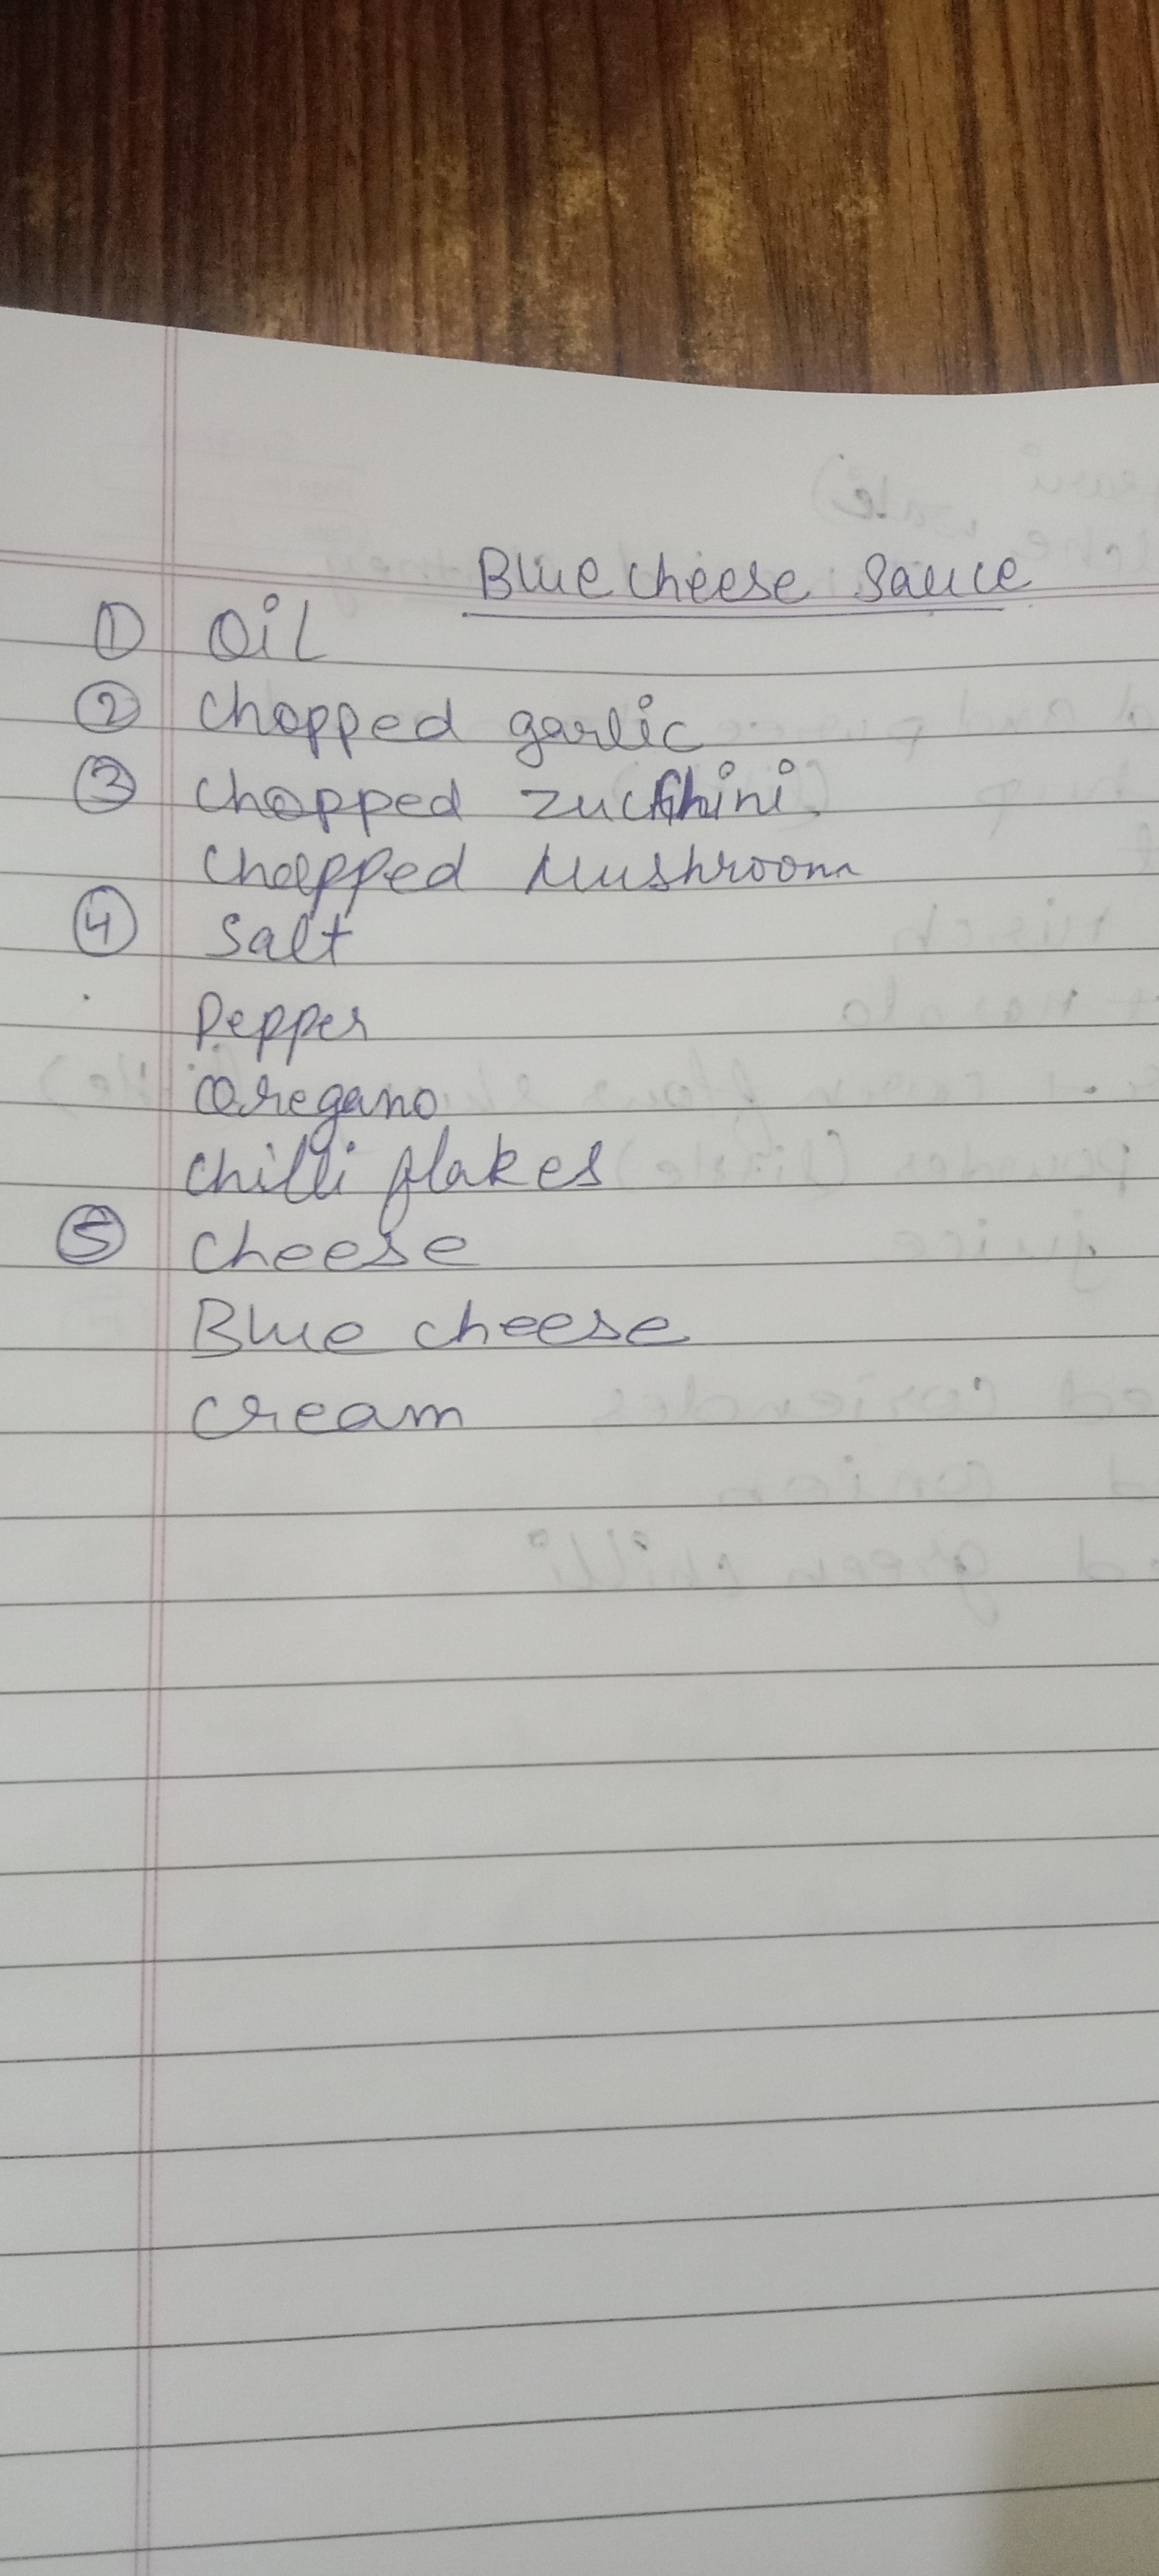 Blue cheese sauce
① Oil
② Chopped garlic
③ Chopped zucchini
Chopped Mushroom
④ Salt
Pepper
Oregano
Chilli flakes
⑤ Cheese
Blue cheese
Cream